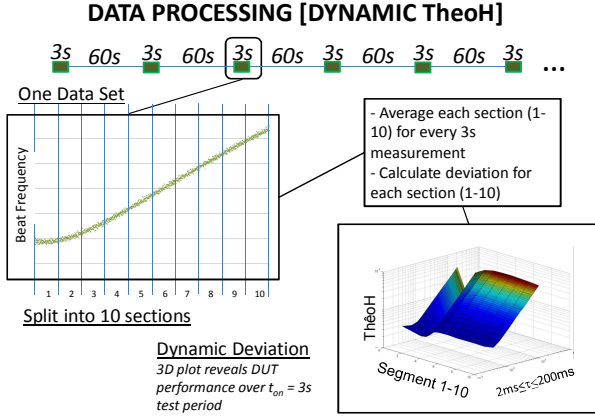 DATA PROCESSING [DYNAMIC TheoH]
3s 60s 3s 60s 3s 60s 3s 60s 3s 60s 3s ...
One Data Set
Beat Frequency
1 2 3 4 5 6 7 8 9 10
Split into 10 sections
- Average each section (1-
10) for every 3s
measurement
- Calculate deviation for
each section (1-10)
ThêoH
Segment 1-10
2ms≤τ≤200ms
Dynamic Deviation
3D plot reveals DUT
performance over ton = 3s
test period